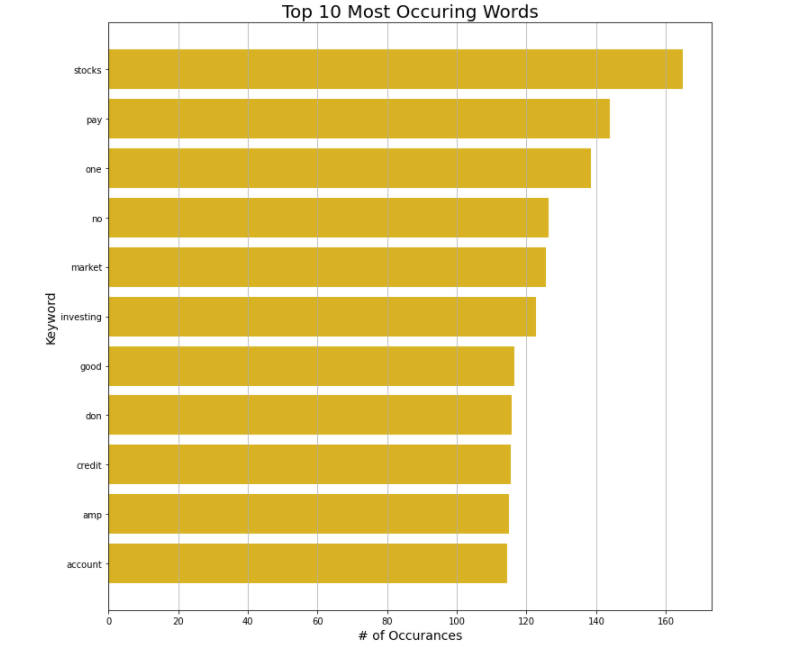 Top 10 Most Occuring Words
stocks
pay
one
no
market
investing
good
don
credit
amp
account
Keyword
0 20 40 60 80 100 120 140 160
# of Occurances